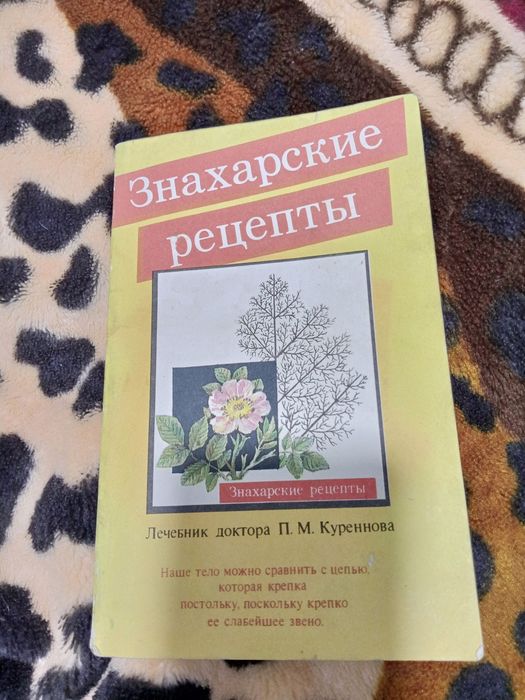 Знахарские
рецепты
Знахарские рецепты
Лечебник доктора П. М. Куреннова
Наше тело можно сравнить с цепью,
которая крепка
постольку, поскольку крепко
ее слабейшее звено.